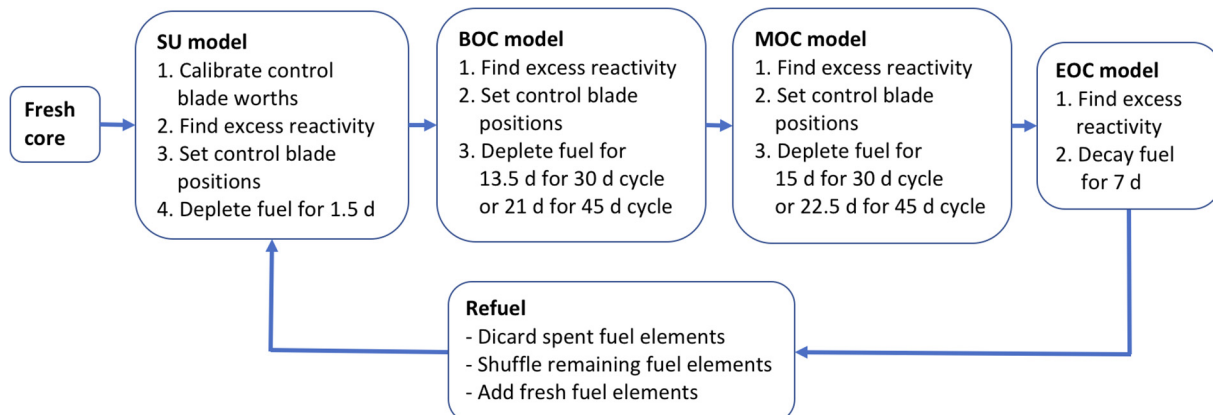 Fresh
core
SU model
1. Calibrate control
blade worths
2. Find excess reactivity
3. Set control blade
positions
4. Deplete fuel for 1.5 d
BOC model
1. Find excess reactivity
2. Set control blade
positions
3. Deplete fuel for
13.5 d for 30 d cycle
or 21 d for 45 d cycle
MOC model
1. Find excess reactivity
2. Set control blade
positions
3. Deplete fuel for
15 d for 30 d cycle
or 22.5 d for 45 d cycle
EOC model
1. Find excess
reactivity
2. Decay fuel
for 7 d
Refuel
- Dicard spent fuel elements
- Shuffle remaining fuel elements
- Add fresh fuel elements